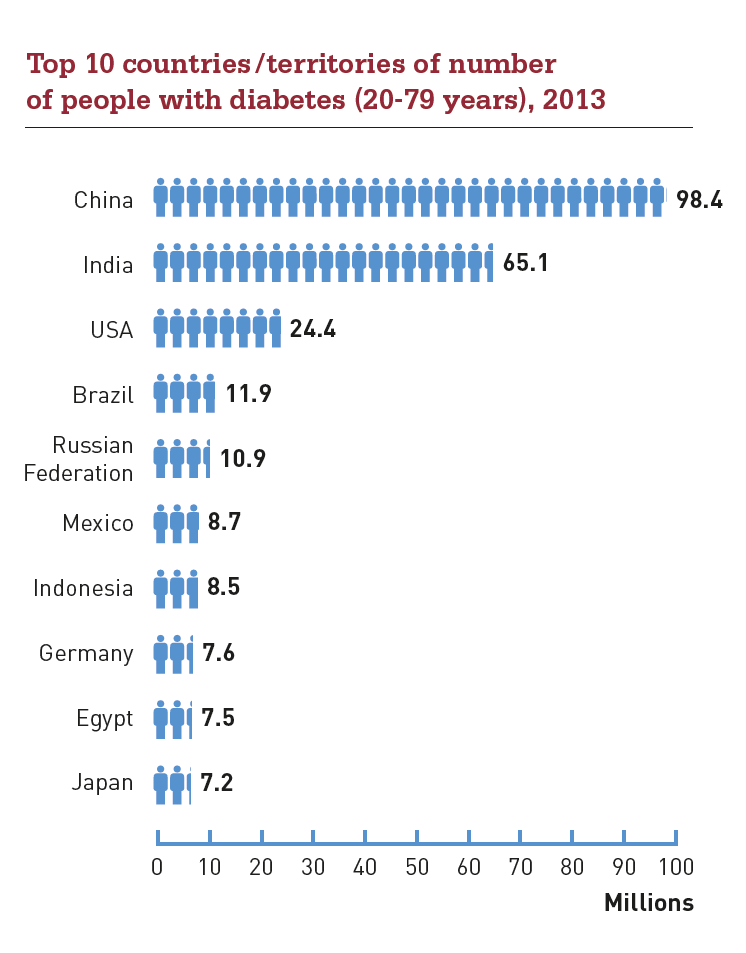 Top 10 countries/territories of number
of people with diabetes (20-79 years), 2013
China 98.4
India 65.1
USA 24.4
Brazil 11.9
Russian
Federation 10.9
Mexico 8.7
Indonesia 8.5
Germany 7.6
Egypt 7.5
Japan 7.2
0 10 20 30 40 50 60 70 80 90 100
Millions